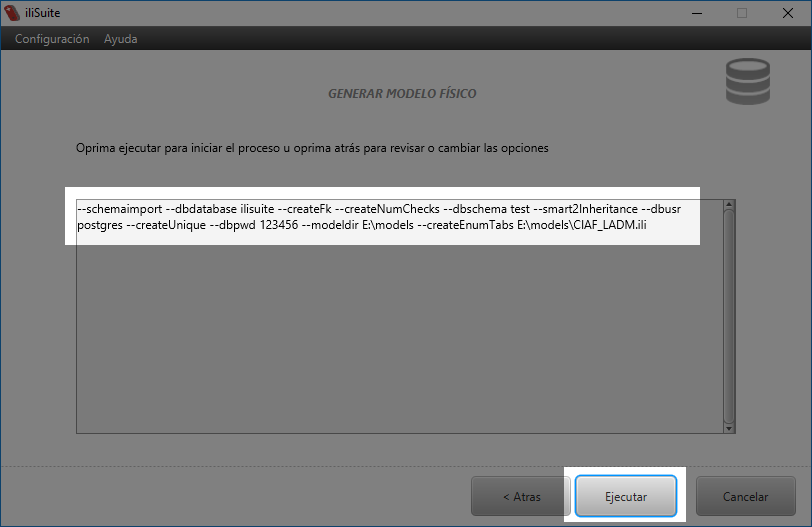 iliSuite
Configuración Ayuda
GENERAR MODELO FÍSICO
Oprima ejecutar para iniciar el proceso u oprima atrás para revisar o cambiar las opciones
--schemaimport --dbdatabase ilisuite --createFk --createNumChecks --dbschema test --smart2Inheritance --dbusr
postgres --createUnique --dbpwd 123456 --modeldir E:\models --createEnumTabs E:\models\CIAF_LADM.ili
< Atras Ejecutar Cancelar